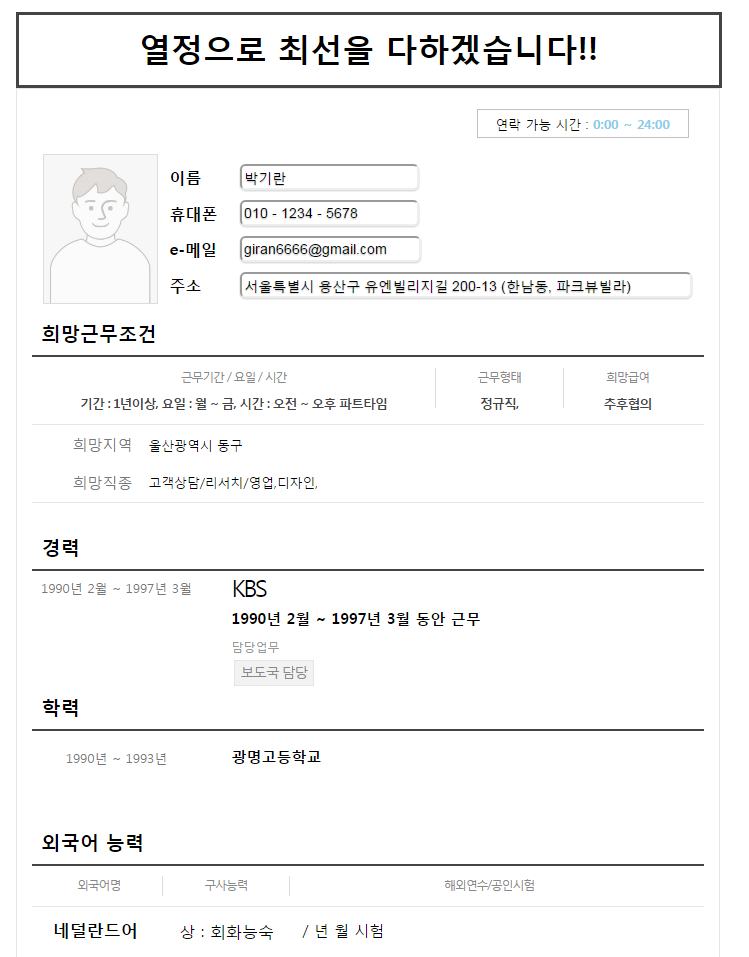 열정으로 최선을 다하겠습니다!!
연락 가능 시간 : 0:00 ~ 24:00
이름 박기란
휴대폰 010 - 1234 - 5678
e-메일 giran6666@gmail.com
주소 서울특별시 용산구 유엔빌리지길 200-13 (한남동, 파크뷰빌라)
희망근무조건
근무기간 / 요일 / 시간 근무형태 희망급여
기간 : 1년이상, 요일 : 월 ~ 금, 시간 : 오전 ~ 오후 파트타임 정규직, 추후협의
희망지역 울산광역시 동구
희망직종 고객상담/리서치/영업,디자인,
경력
1990년 2월 ~ 1997년 3월 KBS
1990년 2월 ~ 1997년 3월 동안 근무
담당업무
보도국 담당
학력
1990년 ~ 1993년 광명고등학교
외국어 능력
외국어명 구사능력 해외연수/공인시험
네덜란드어 상 : 회화능숙 / 년 월 시험